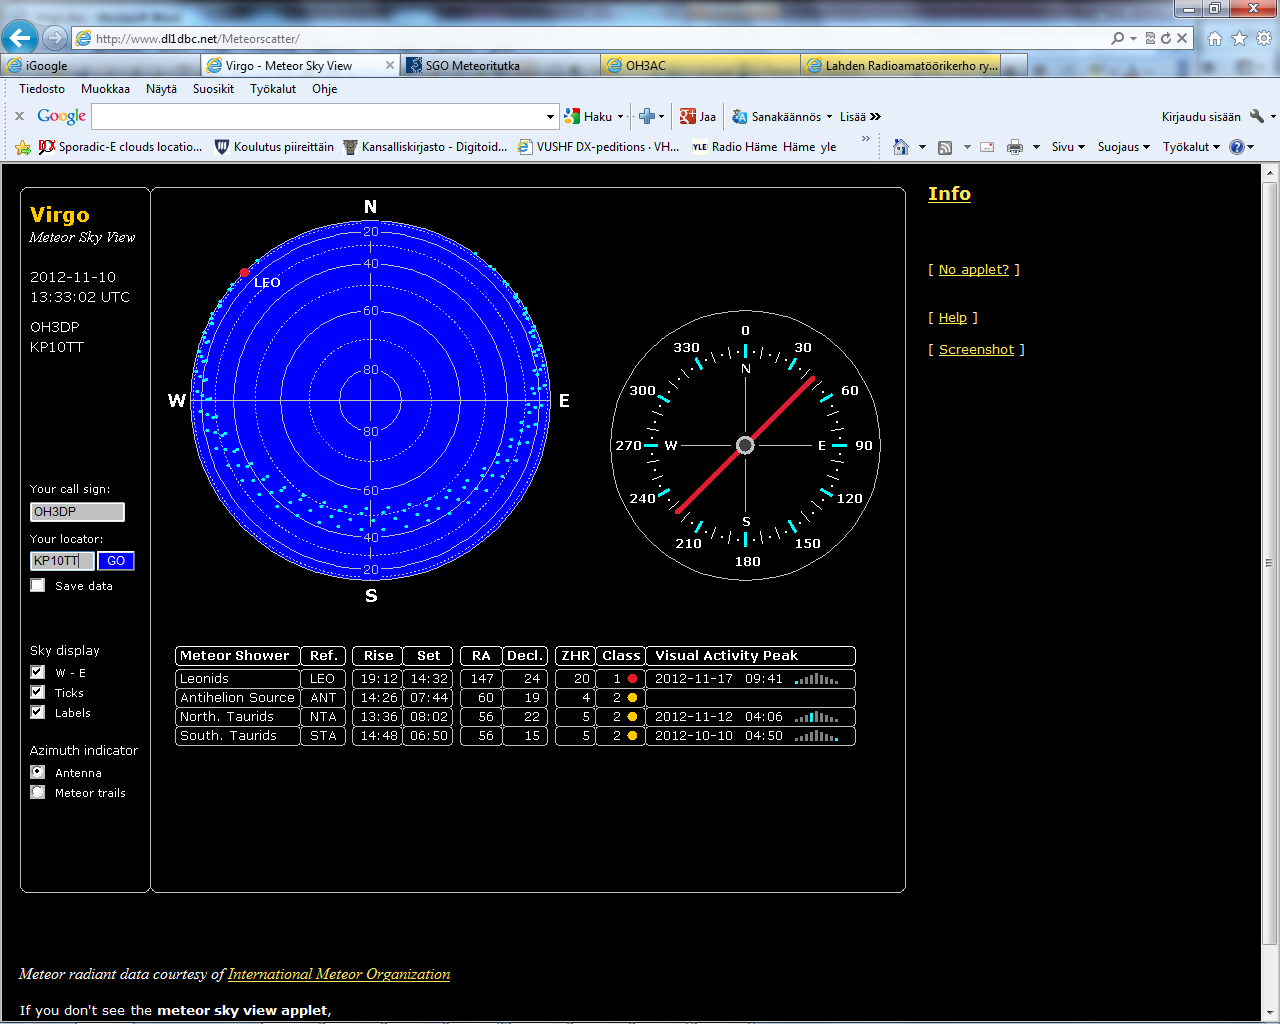 http://www.dl1dbc.net/Meteorscatter/
iGoogle
Virgo - Meteor Sky View
SGO Meteoritutka
OH3AC
Lahden Radioamatöörikerho ry...
Tiedosto Muokkaa Näytä Suosikit Työkalut Ohje
Google Haku Jaa Sanakäännös Lisää Kirjaudu sisään
Sporadic-E clouds locatio... Koulutus piireittäin Kansalliskirjasto - Digitoid... VUSHF DX-peditions · VH... YLE Radio Häme Häme yle Sivu Suojaus Työkalut
Virgo
Meteor Sky View
2012-11-10
13:33:02 UTC
OH3DP
KP10TT
Your call sign:
OH3DP
Your locator:
KP10TT GO
Save data
Sky display
W - E
Ticks
Labels
Azimuth indicator
Antenna
Meteor trails
N
20
40
60
80
LEO
W
E
80
60
40
20
S
0
30
60
90
120
150
180
210
240
270
300
330
N
E
S
W
Meteor Shower Ref. Rise Set RA Decl. ZHR Class Visual Activity Peak
Leonids LEO 19:12 14:32 147 24 20 1 2012-11-17 09:41
Antihelion Source ANT 14:26 07:44 60 19 4 2
North. Taurids NTA 13:36 08:02 56 22 5 2 2012-11-12 04:06
South. Taurids STA 14:48 06:50 56 15 5 2 2012-10-10 04:50
Info
[ No applet? ]
[ Help ]
[ Screenshot ]
Meteor radiant data courtesy of International Meteor Organization
If you don't see the meteor sky view applet,